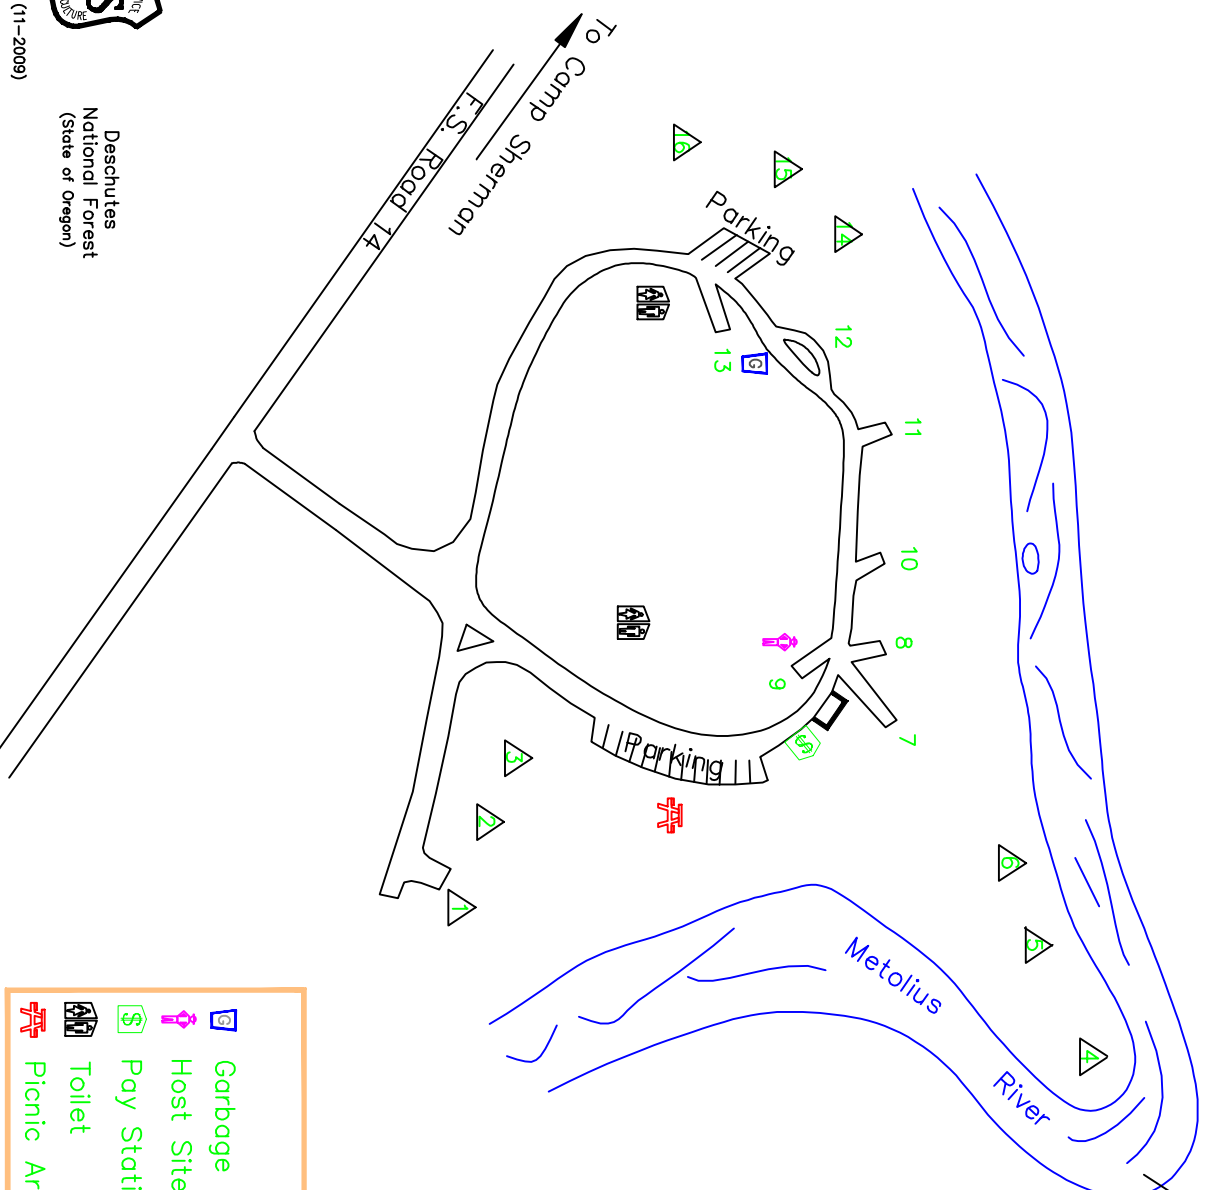 CULTURE
ICE
(11-2009)
Deschutes
National Forest
(State of Oregon)
To Camp Sherman
F.S. Road 14
16
15
14
Parking
12
13
G
11
10
8
9
7
$
Parking
3
2
1
6
5
4
Metolius
River
G Garbage
Host Site
$ Pay Stati
Toilet
Picnic Ar